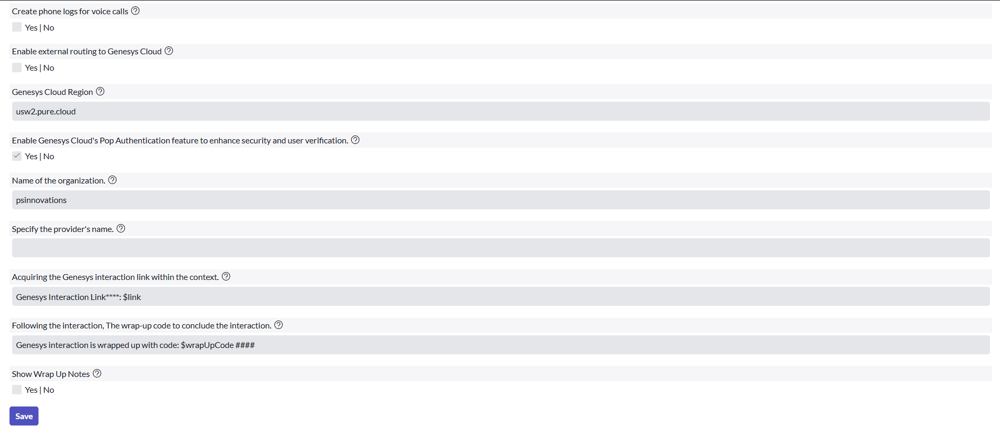 Create phone logs for voice calls ?
Yes | No
Enable external routing to Genesys Cloud ?
Yes | No
Genesys Cloud Region ?
usw2.pure.cloud
Enable Genesys Cloud's Pop Authentication feature to enhance security and user verification. ?
Yes | No
Name of the organization. ?
psinnovations
Specify the provider's name. ?
Acquiring the Genesys interaction link within the context. ?
Genesys Interaction Link****: $link
Following the interaction, The wrap-up code to conclude the interaction. ?
Genesys interaction is wrapped up with code: $wrapUpCode ####
Show Wrap Up Notes ?
Yes | No
Save